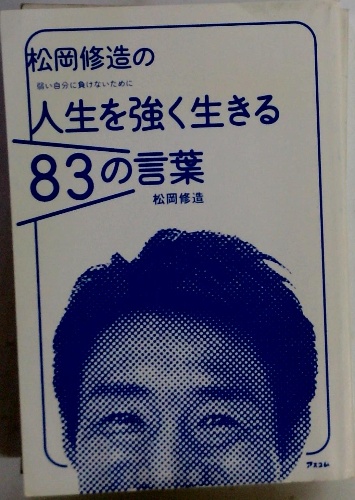 松岡修造の
弱い自分に負けないために
人生を強く生きる
83の言葉
松岡修造
アスコム